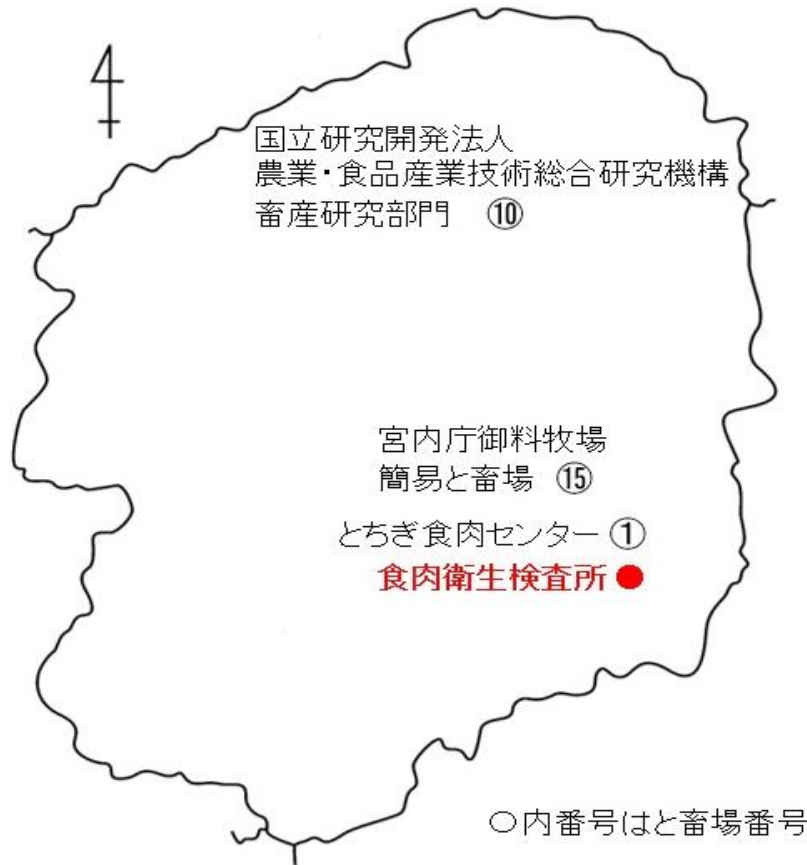 国立研究開発法人
農業・食品産業技術総合研究機構
畜産研究部門 ⑩
宮内庁御料牧場
簡易と畜場 ⑮
とちぎ食肉センター ①
食肉衛生検査所
○内番号はと畜場番号